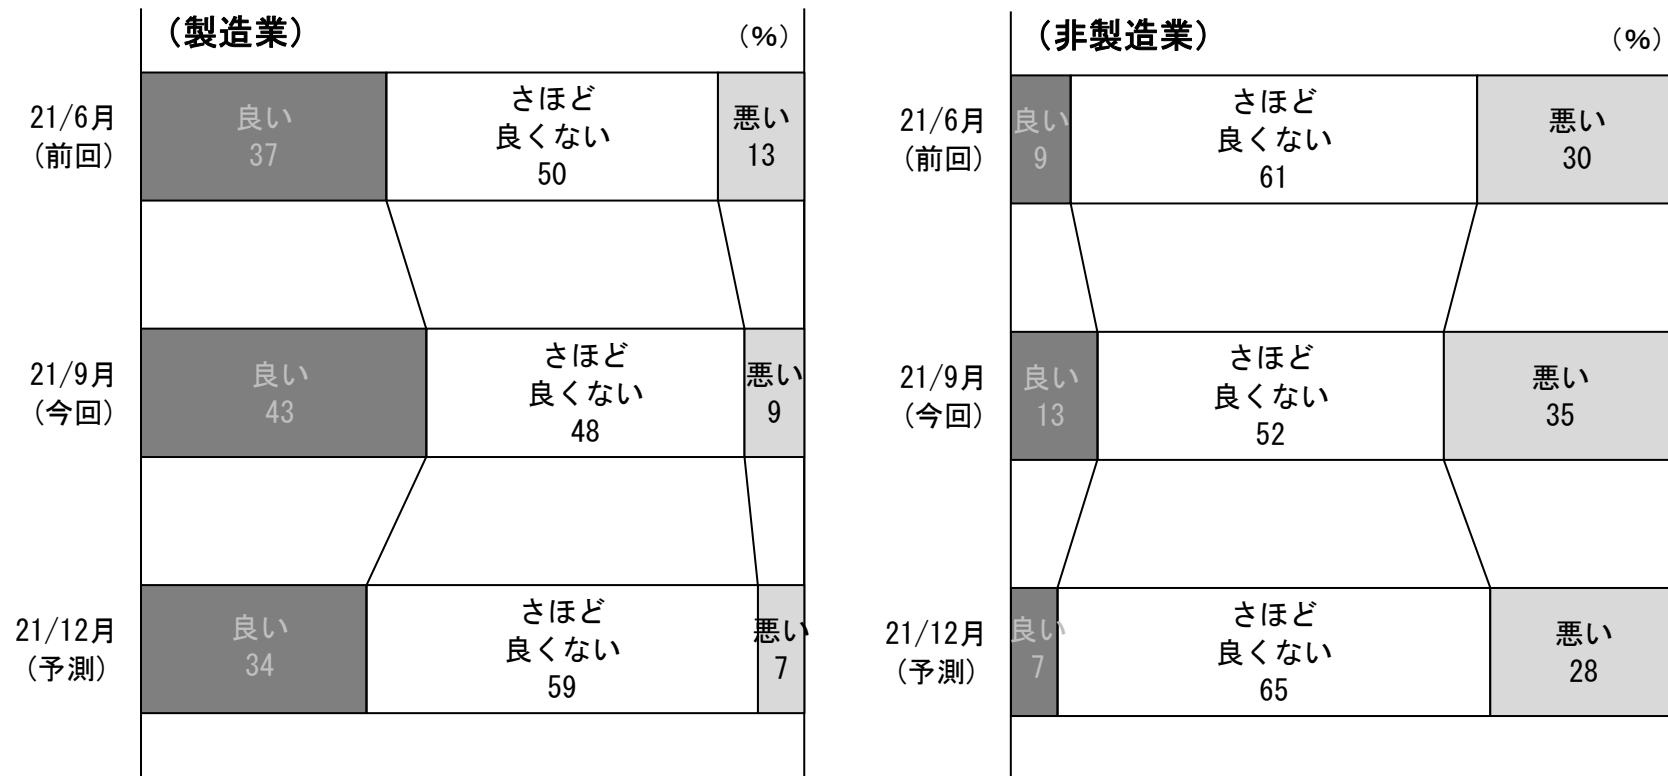 （製造業）
（％）
21/6月
（前回）
良い
37
さほど
良くない
50
悪い
13
21/9月
（今回）
良い
43
さほど
良くない
48
悪い
9
21/12月
（予測）
良い
34
さほど
良くない
59
悪い
7
（非製造業）
（％）
21/6月
（前回）
良い
9
さほど
良くない
61
悪い
30
21/9月
（今回）
良い
13
さほど
良くない
52
悪い
35
21/12月
（予測）
良い
7
さほど
良くない
65
悪い
28